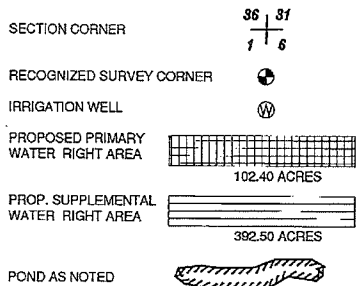 36 31
SECTION CORNER
1 6
RECOGNIZED SURVEY CORNER
IRRIGATION WELL W
PROPOSED PRIMARY
WATER RIGHT AREA
102.40 ACRES
PROP. SUPPLEMENTAL
WATER RIGHT AREA
392.50 ACRES
POND AS NOTED